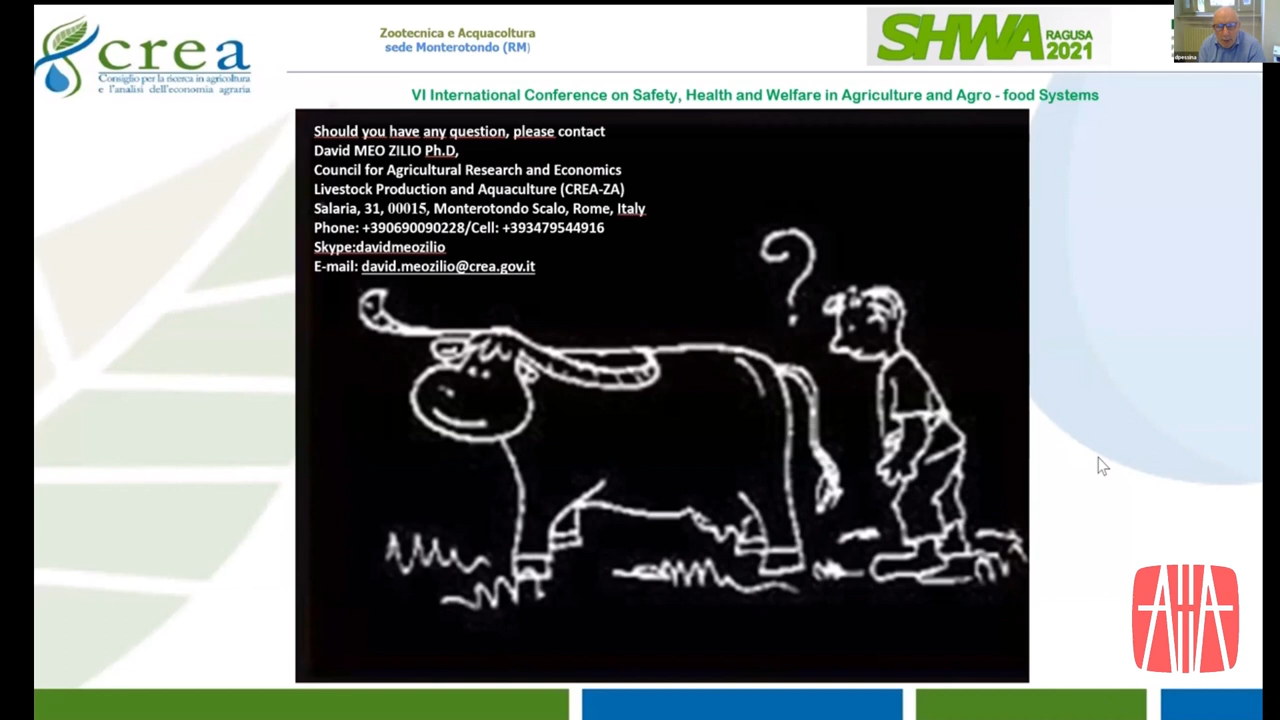 crea
Consiglio per la ricerca in agricoltura
e l'analisi dell'economia agraria
Zootecnica e Acquacoltura
sede Monterotondo (RM)
SHWA
RAGUSA
2021
dpessina
VI International Conference on Safety, Health and Welfare in Agriculture and Agro - food Systems
Should you have any question, please contact
David MEO ZILIO Ph.D,
Council for Agricultural Research and Economics
Livestock Production and Aquaculture (CREA-ZA)
Salaria, 31, 00015, Monterotondo Scalo, Rome, Italy
Phone: +390690090228/Cell: +393479544916
Skype:davidmeozilio
E-mail: david.meozilio@crea.gov.it
?
AIIA